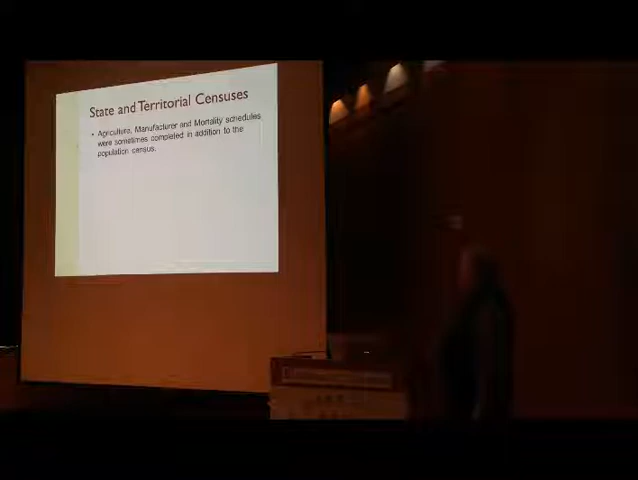 State and Territorial Censuses
• Agriculture, Manufacturer and Mortality schedules
were sometimes completed in addition to the
population census.